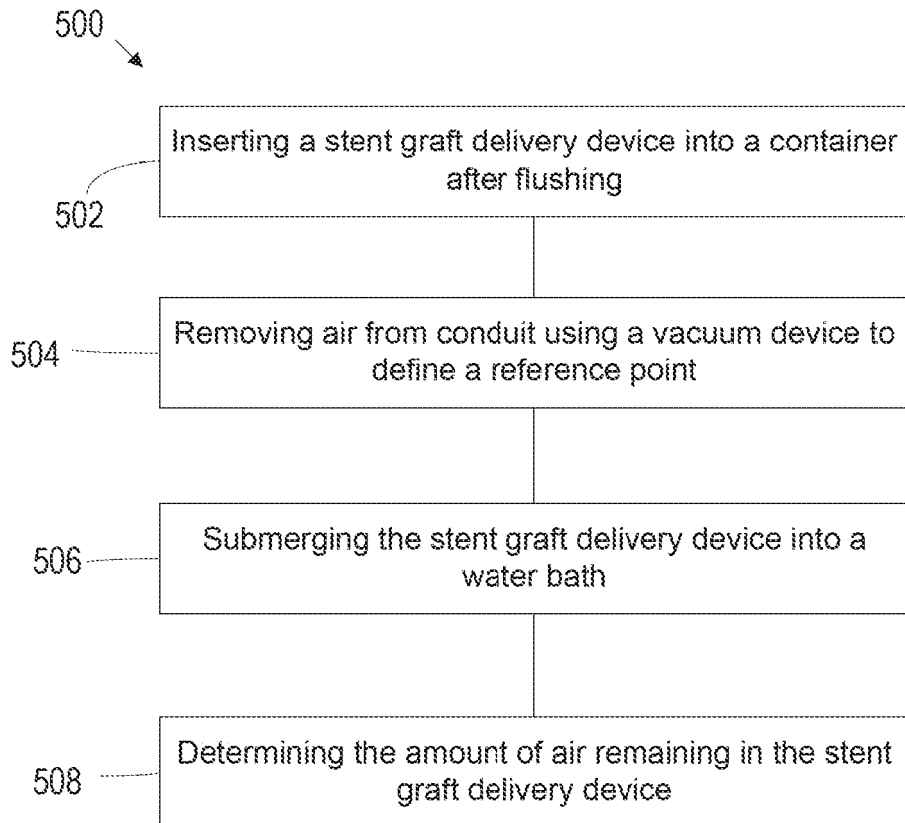 500
Inserting a stent graft delivery device into a container
after flushing
502
Removing air from conduit using a vacuum device to
define a reference point
504
Submerging the stent graft delivery device into a
water bath
506
Determining the amount of air remaining in the stent
graft delivery device
508